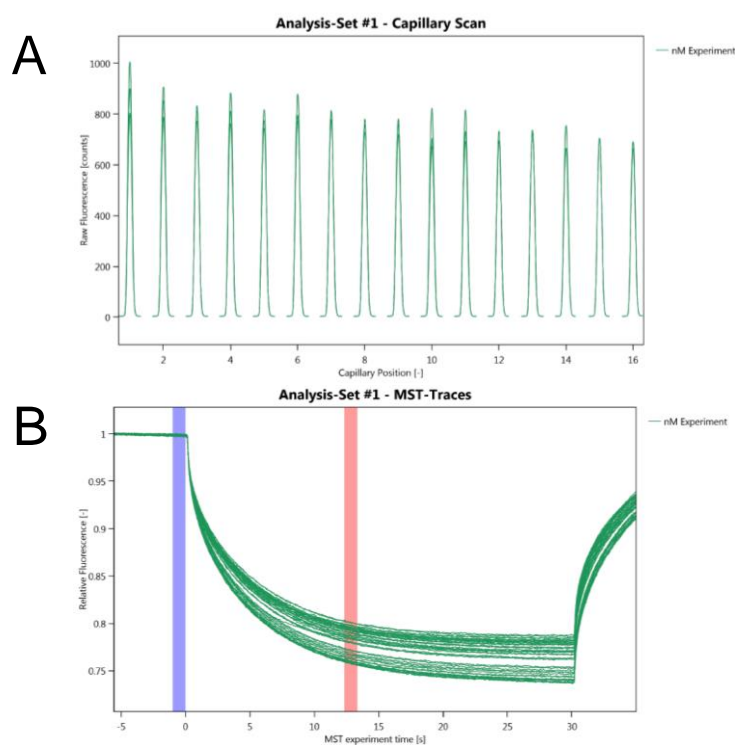 A
Analysis-Set #1 - Capillary Scan
nM Experiment
Raw Fluorescence [counts]
1000
800
600
400
200
0
2 4 6 8 10 12 14 16
Capillary Position [-]
B
Analysis-Set #1 - MST-Traces
nM Experiment
Relative Fluorescence [-]
1
0.95
0.9
0.85
0.8
0.75
-5 0 5 10 15 20 25 30
MST experiment time [s]